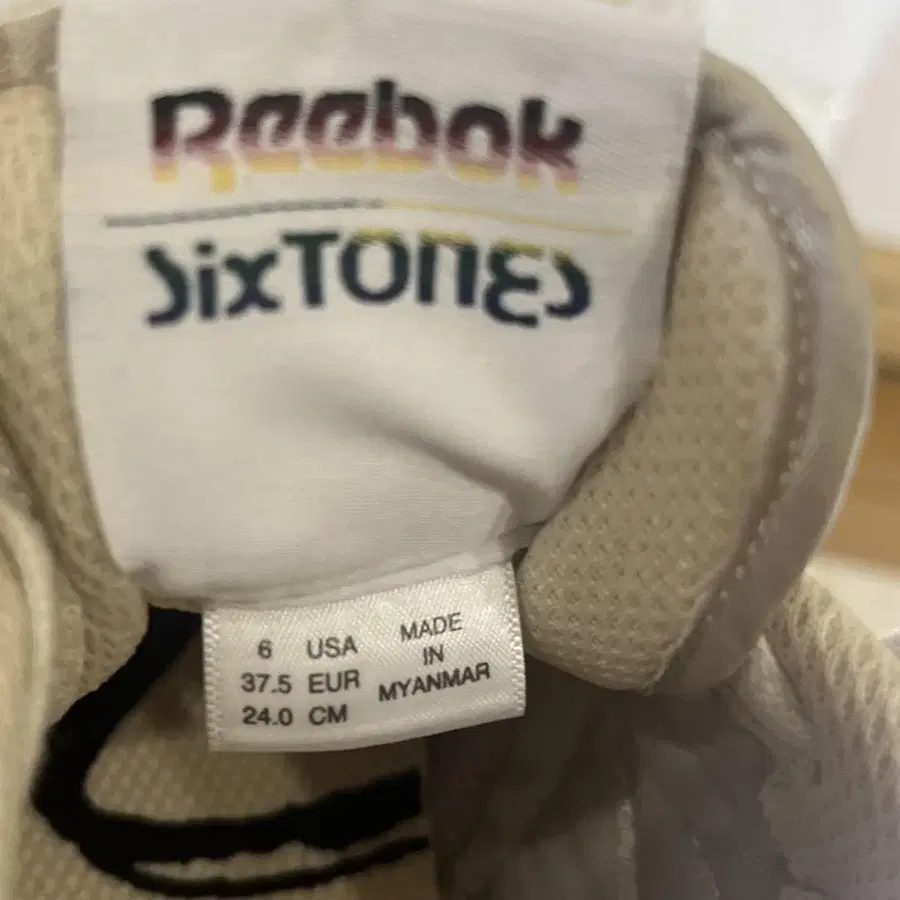 Reebok
SixTONES
6 USA
37.5 EUR
24.0 CM
MADE
IN
MYANMAR